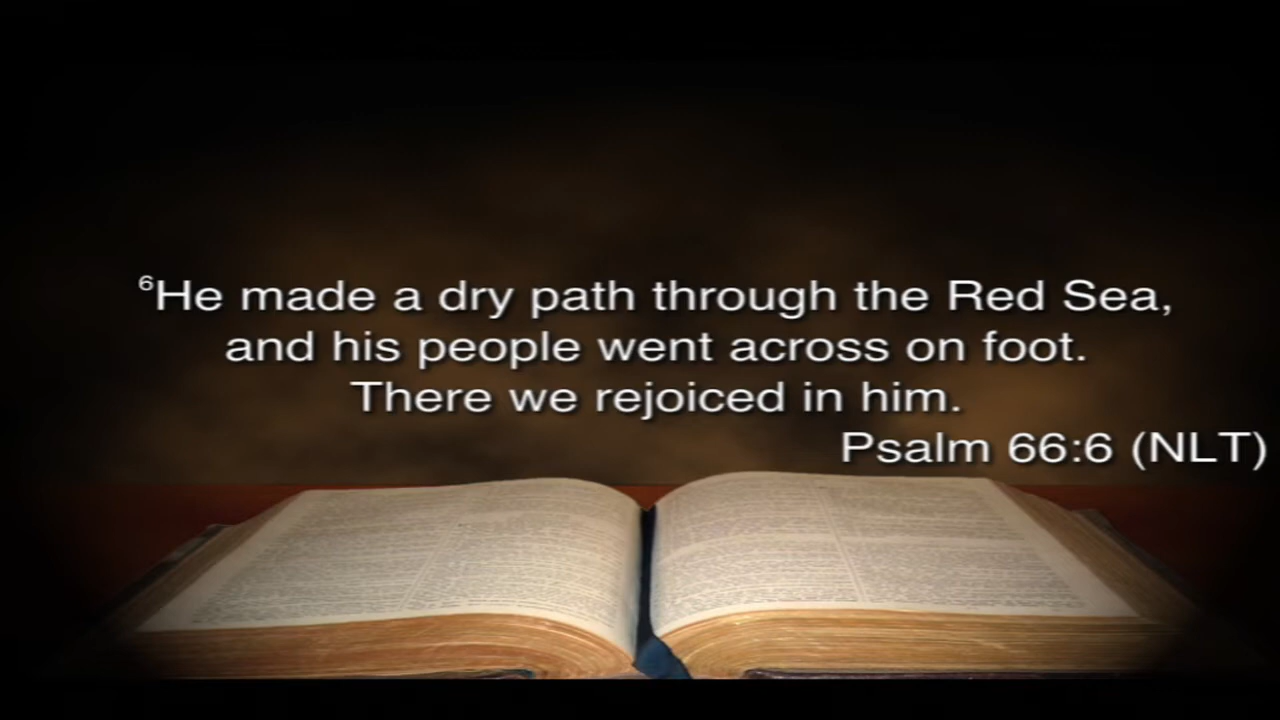 ⁶He made a dry path through the Red Sea,
and his people went across on foot.
There we rejoiced in him.
Psalm 66:6 (NLT)